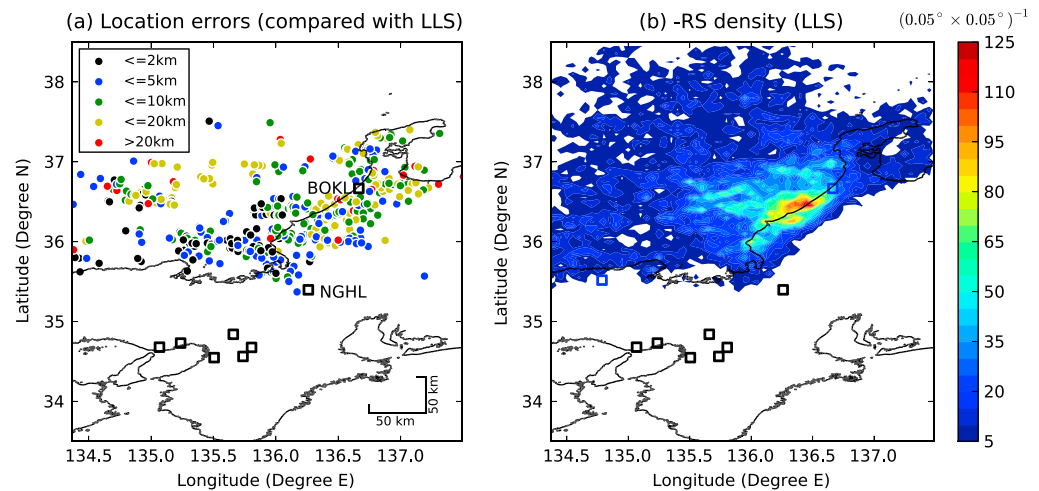 (a) Location errors (compared with LLS)
<=2km
<=5km
<=10km
<=20km
>20km
BOKL
NGHL
50 km
50 km
38
37
36
35
34
134.5 135.0 135.5 136.0 136.5 137.0
Latitude (Degree N)
Longitude (Degree E)
(b) -RS density (LLS)
(0.05° × 0.05°)⁻¹
38
37
36
35
34
134.5 135.0 135.5 136.0 136.5 137.0
Latitude (Degree N)
Longitude (Degree E)
125
110
95
80
65
50
35
20
5